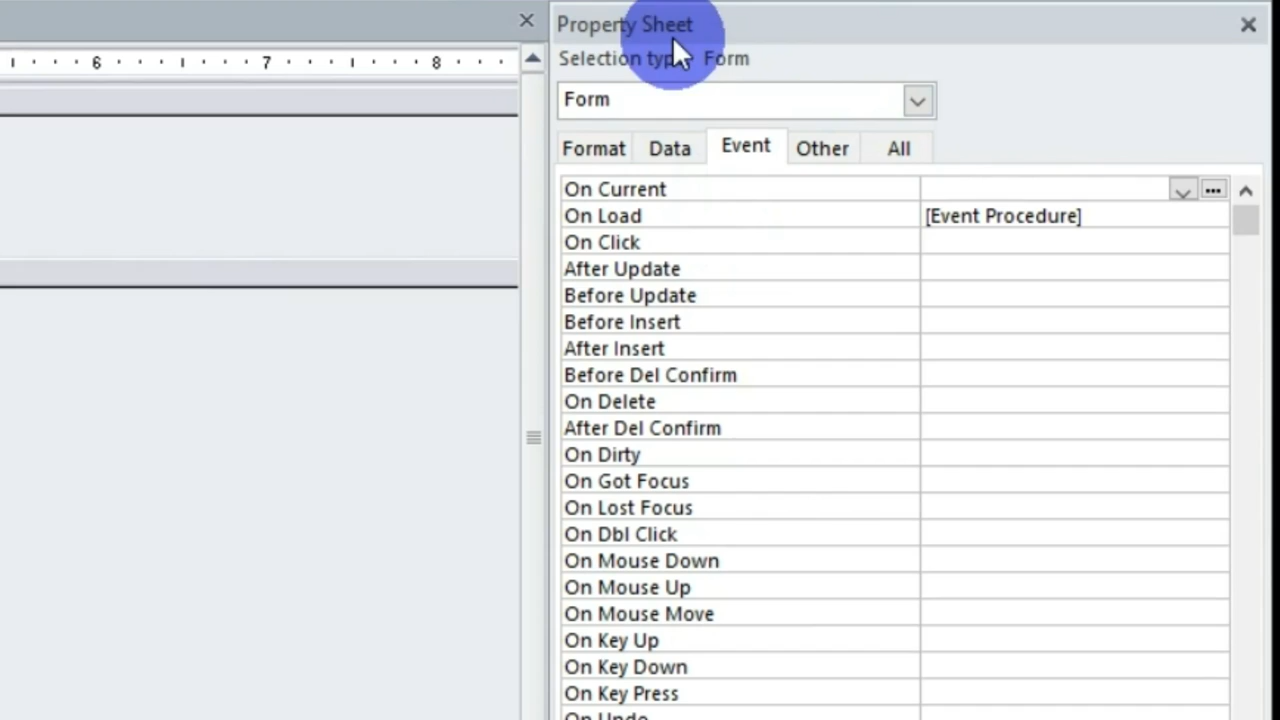 6 7 8
Property Sheet
Selection type: Form
Form
Format Data Event Other All
On Current
On Load [Event Procedure]
On Click
After Update
Before Update
Before Insert
After Insert
Before Del Confirm
On Delete
After Del Confirm
On Dirty
On Got Focus
On Lost Focus
On Dbl Click
On Mouse Down
On Mouse Up
On Mouse Move
On Key Up
On Key Down
On Key Press
On Undo